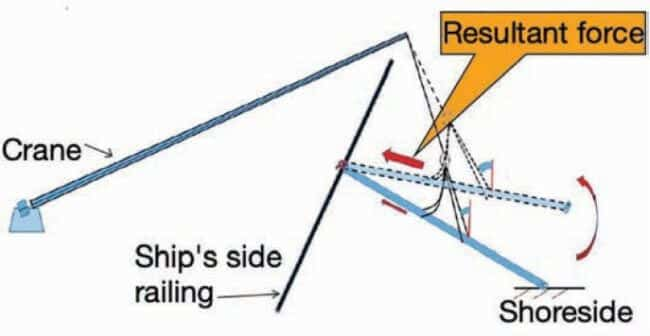 Resultant force
Crane
Ship's side
railing
Shoreside